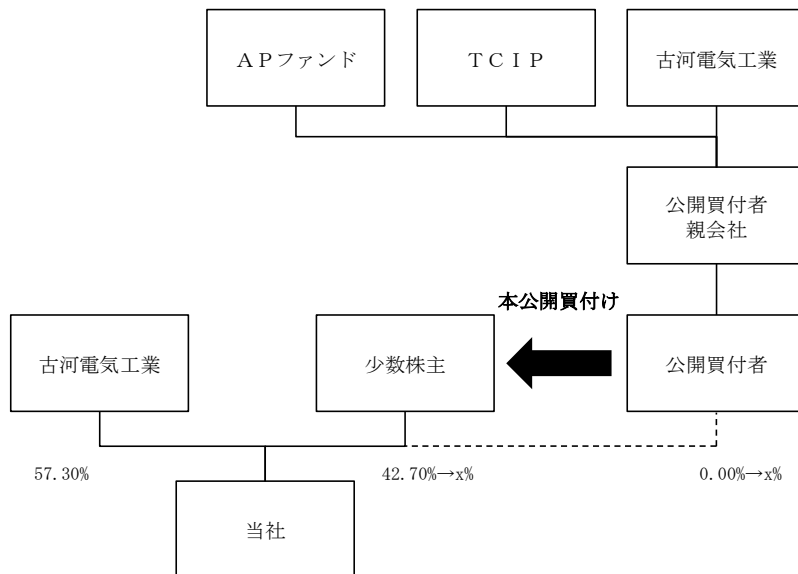 ＡＰファンド
ＴＣＩＰ
古河電気工業
公開買付者
親会社
本公開買付け
古河電気工業
少数株主
公開買付者
57.30%
42.70%→x%
0.00%→x%
当社